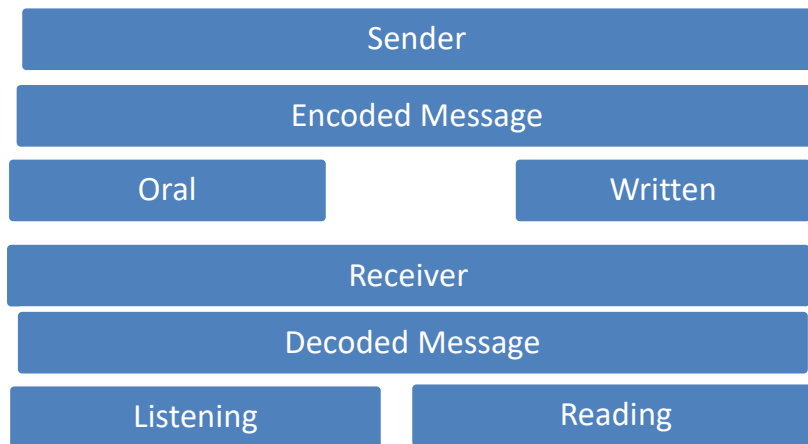 Sender
Encoded Message
Oral Written
Receiver
Decoded Message
Listening Reading